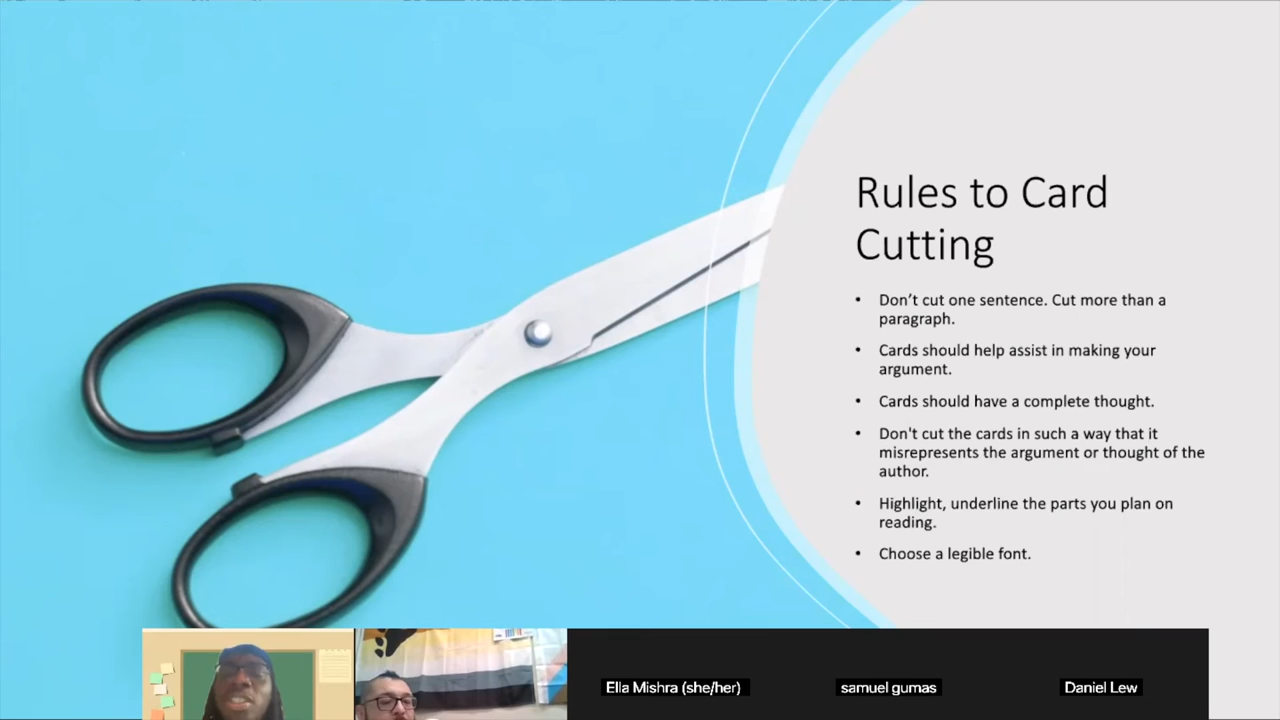 Rules to Card
Cutting
• Don’t cut one sentence. Cut more than a
paragraph.
• Cards should help assist in making your
argument.
• Cards should have a complete thought.
• Don't cut the cards in such a way that it
misrepresents the argument or thought of the
author.
• Highlight, underline the parts you plan on
reading.
• Choose a legible font.
Ella Mishra (she/her)
samuel gumas
Daniel Lew